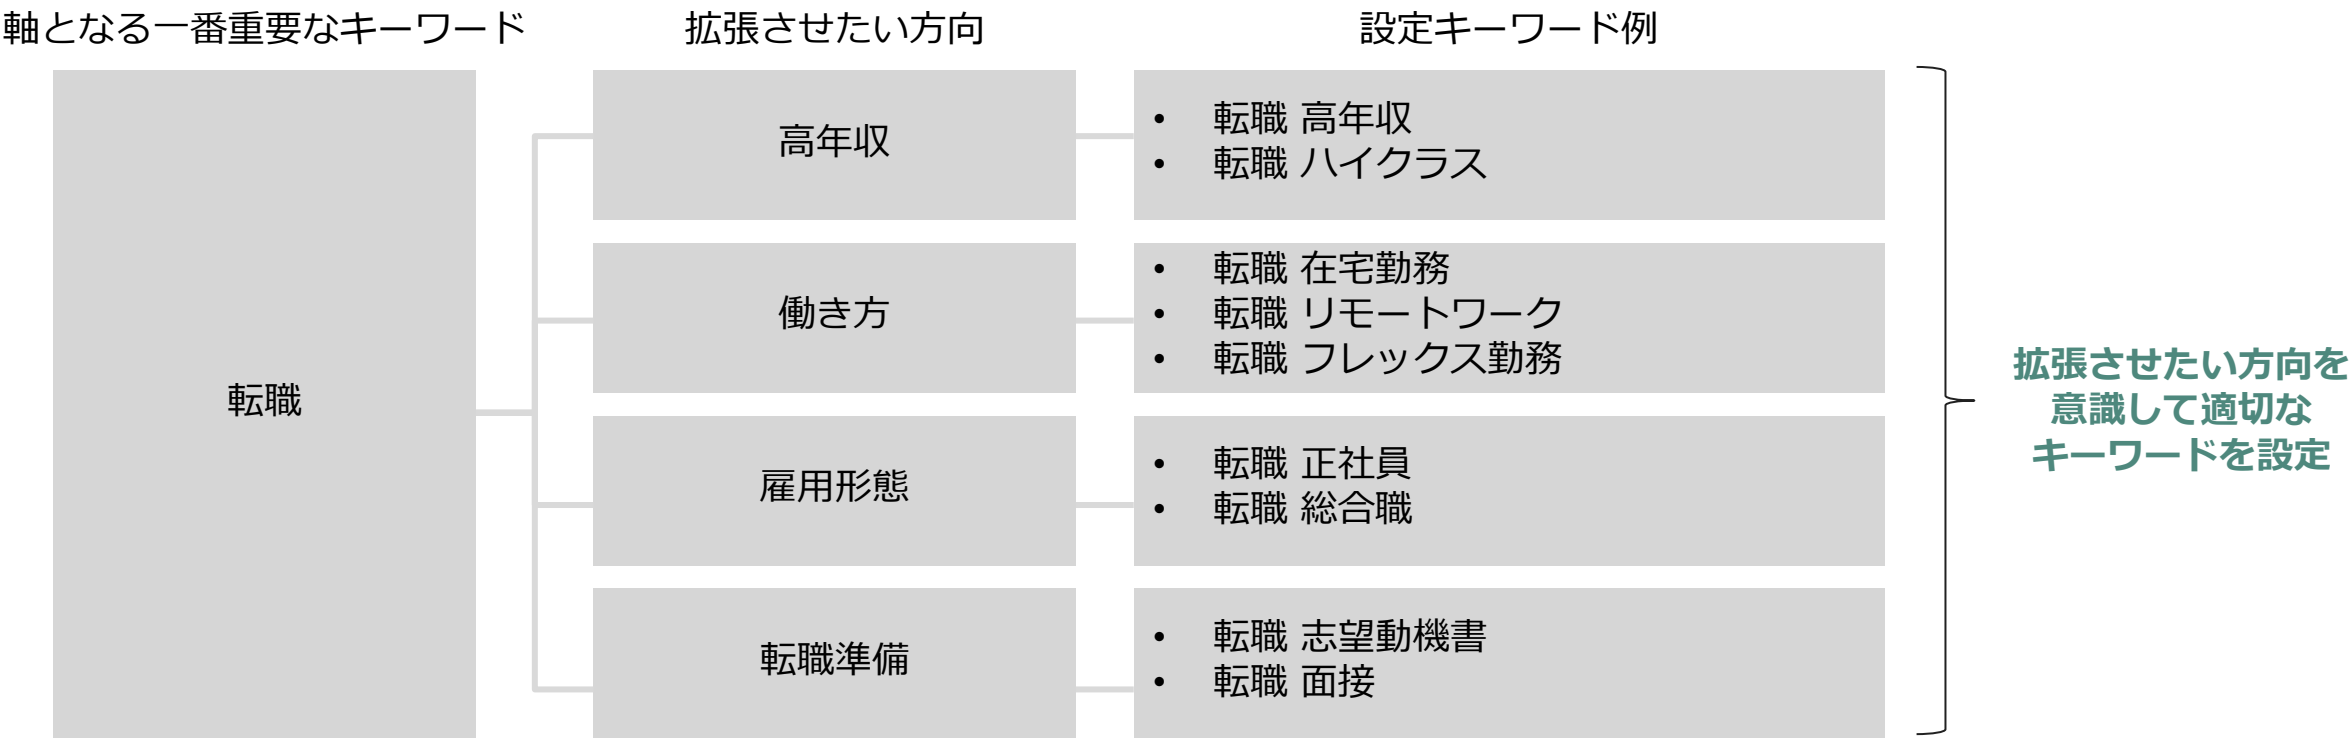 軸となる一番重要なキーワード
拡張させたい方向
設定キーワード例
転職
高年収
• 転職 高年収
• 転職 ハイクラス
働き方
• 転職 在宅勤務
• 転職 リモートワーク
• 転職 フレックス勤務
雇用形態
• 転職 正社員
• 転職 総合職
転職準備
• 転職 志望動機書
• 転職 面接
拡張させたい方向を
意識して適切な
キーワードを設定